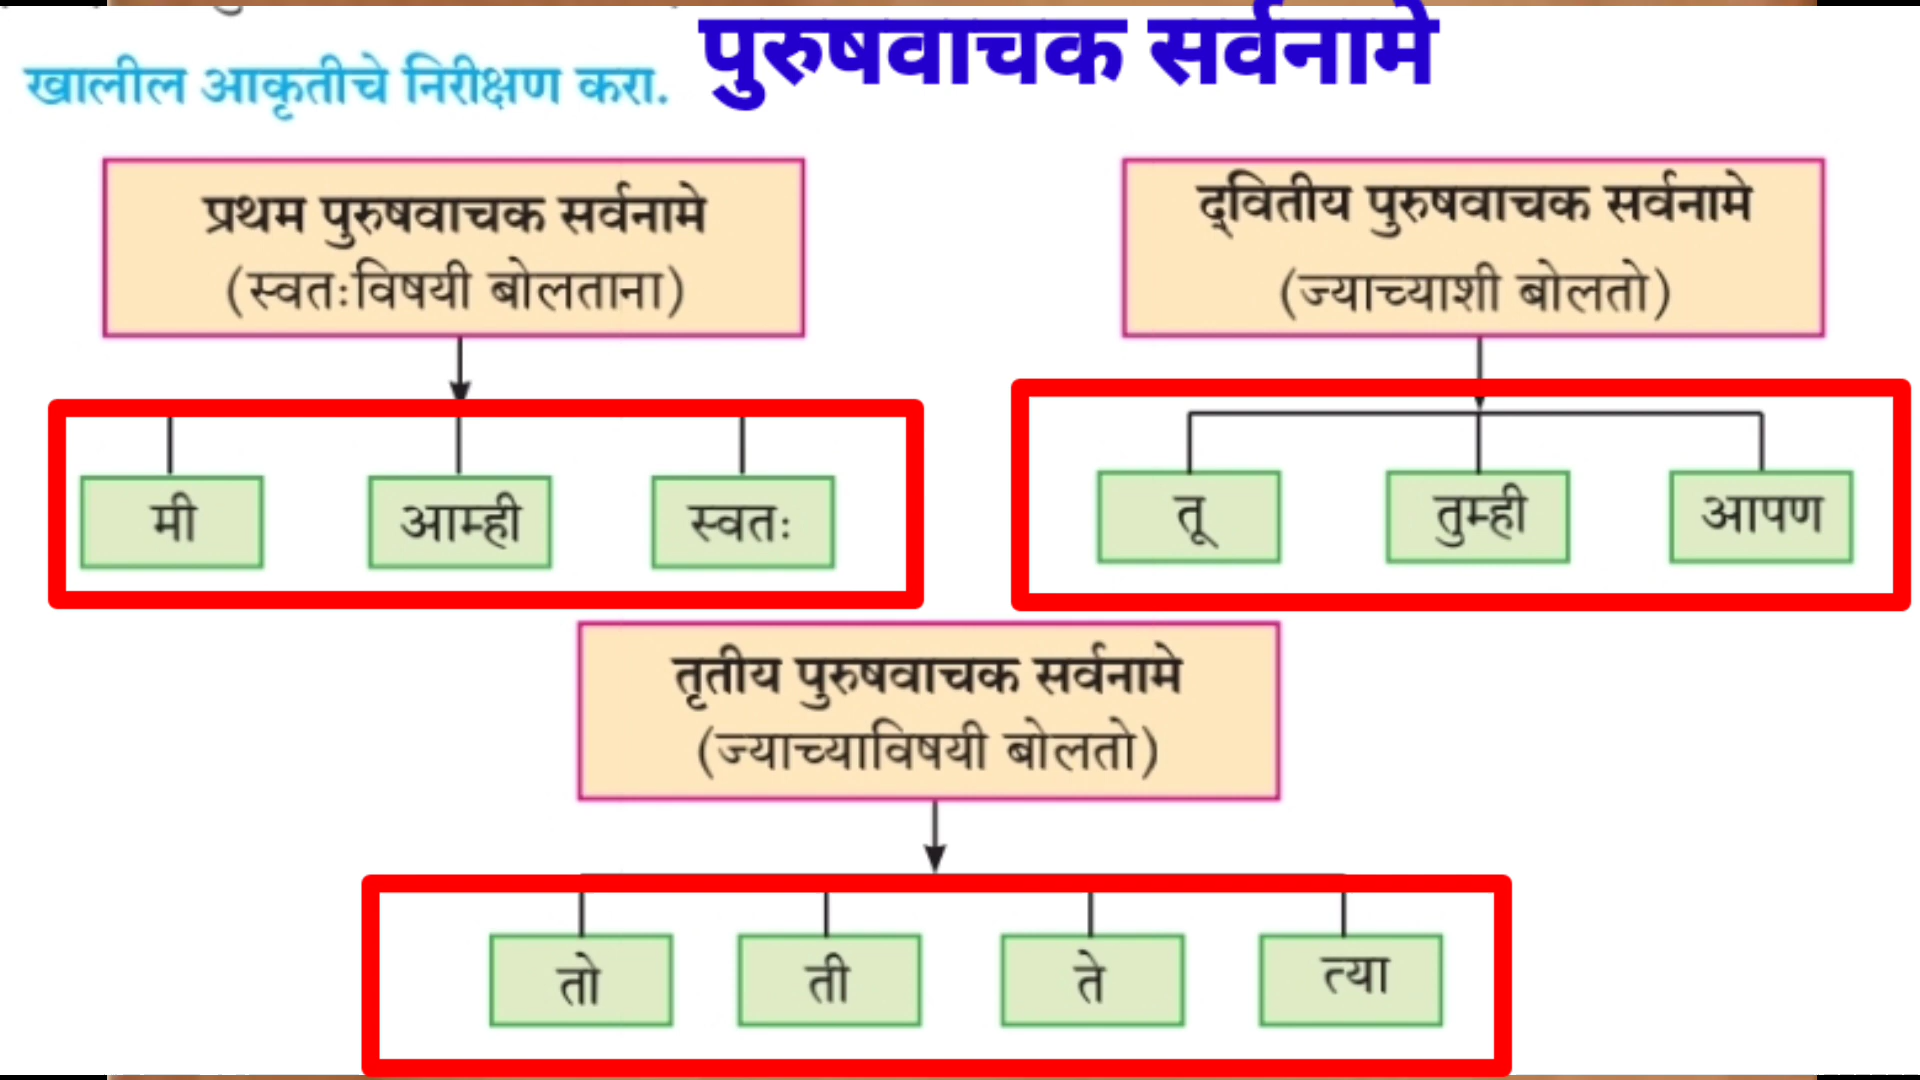 पुरुषवाचक सर्वनामे
खालील आकृतीचे निरीक्षण करा.
प्रथम पुरुषवाचक सर्वनामे
(स्वतःविषयी बोलताना)
मी
आम्ही
स्वतः
द्‌वितीय पुरुषवाचक सर्वनामे
(ज्याच्याशी बोलतो)
तू
तुम्ही
आपण
तृतीय पुरुषवाचक सर्वनामे
(ज्याच्याविषयी बोलतो)
तो
ती
ते
त्या